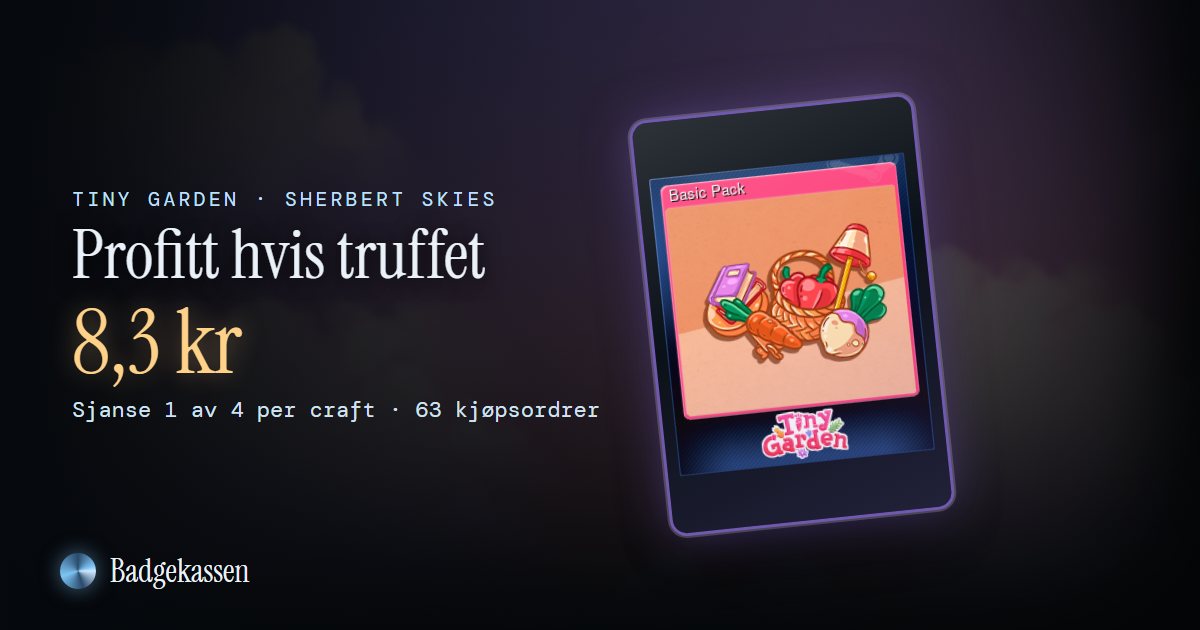 TINY GARDEN · SHERBERT SKIES
Profitt hvis truffet
8,3 kr
Sjanse 1 av 4 per craft · 63 kjøpsordrer
Basic Pack
Tiny
Garden
Badgekassen